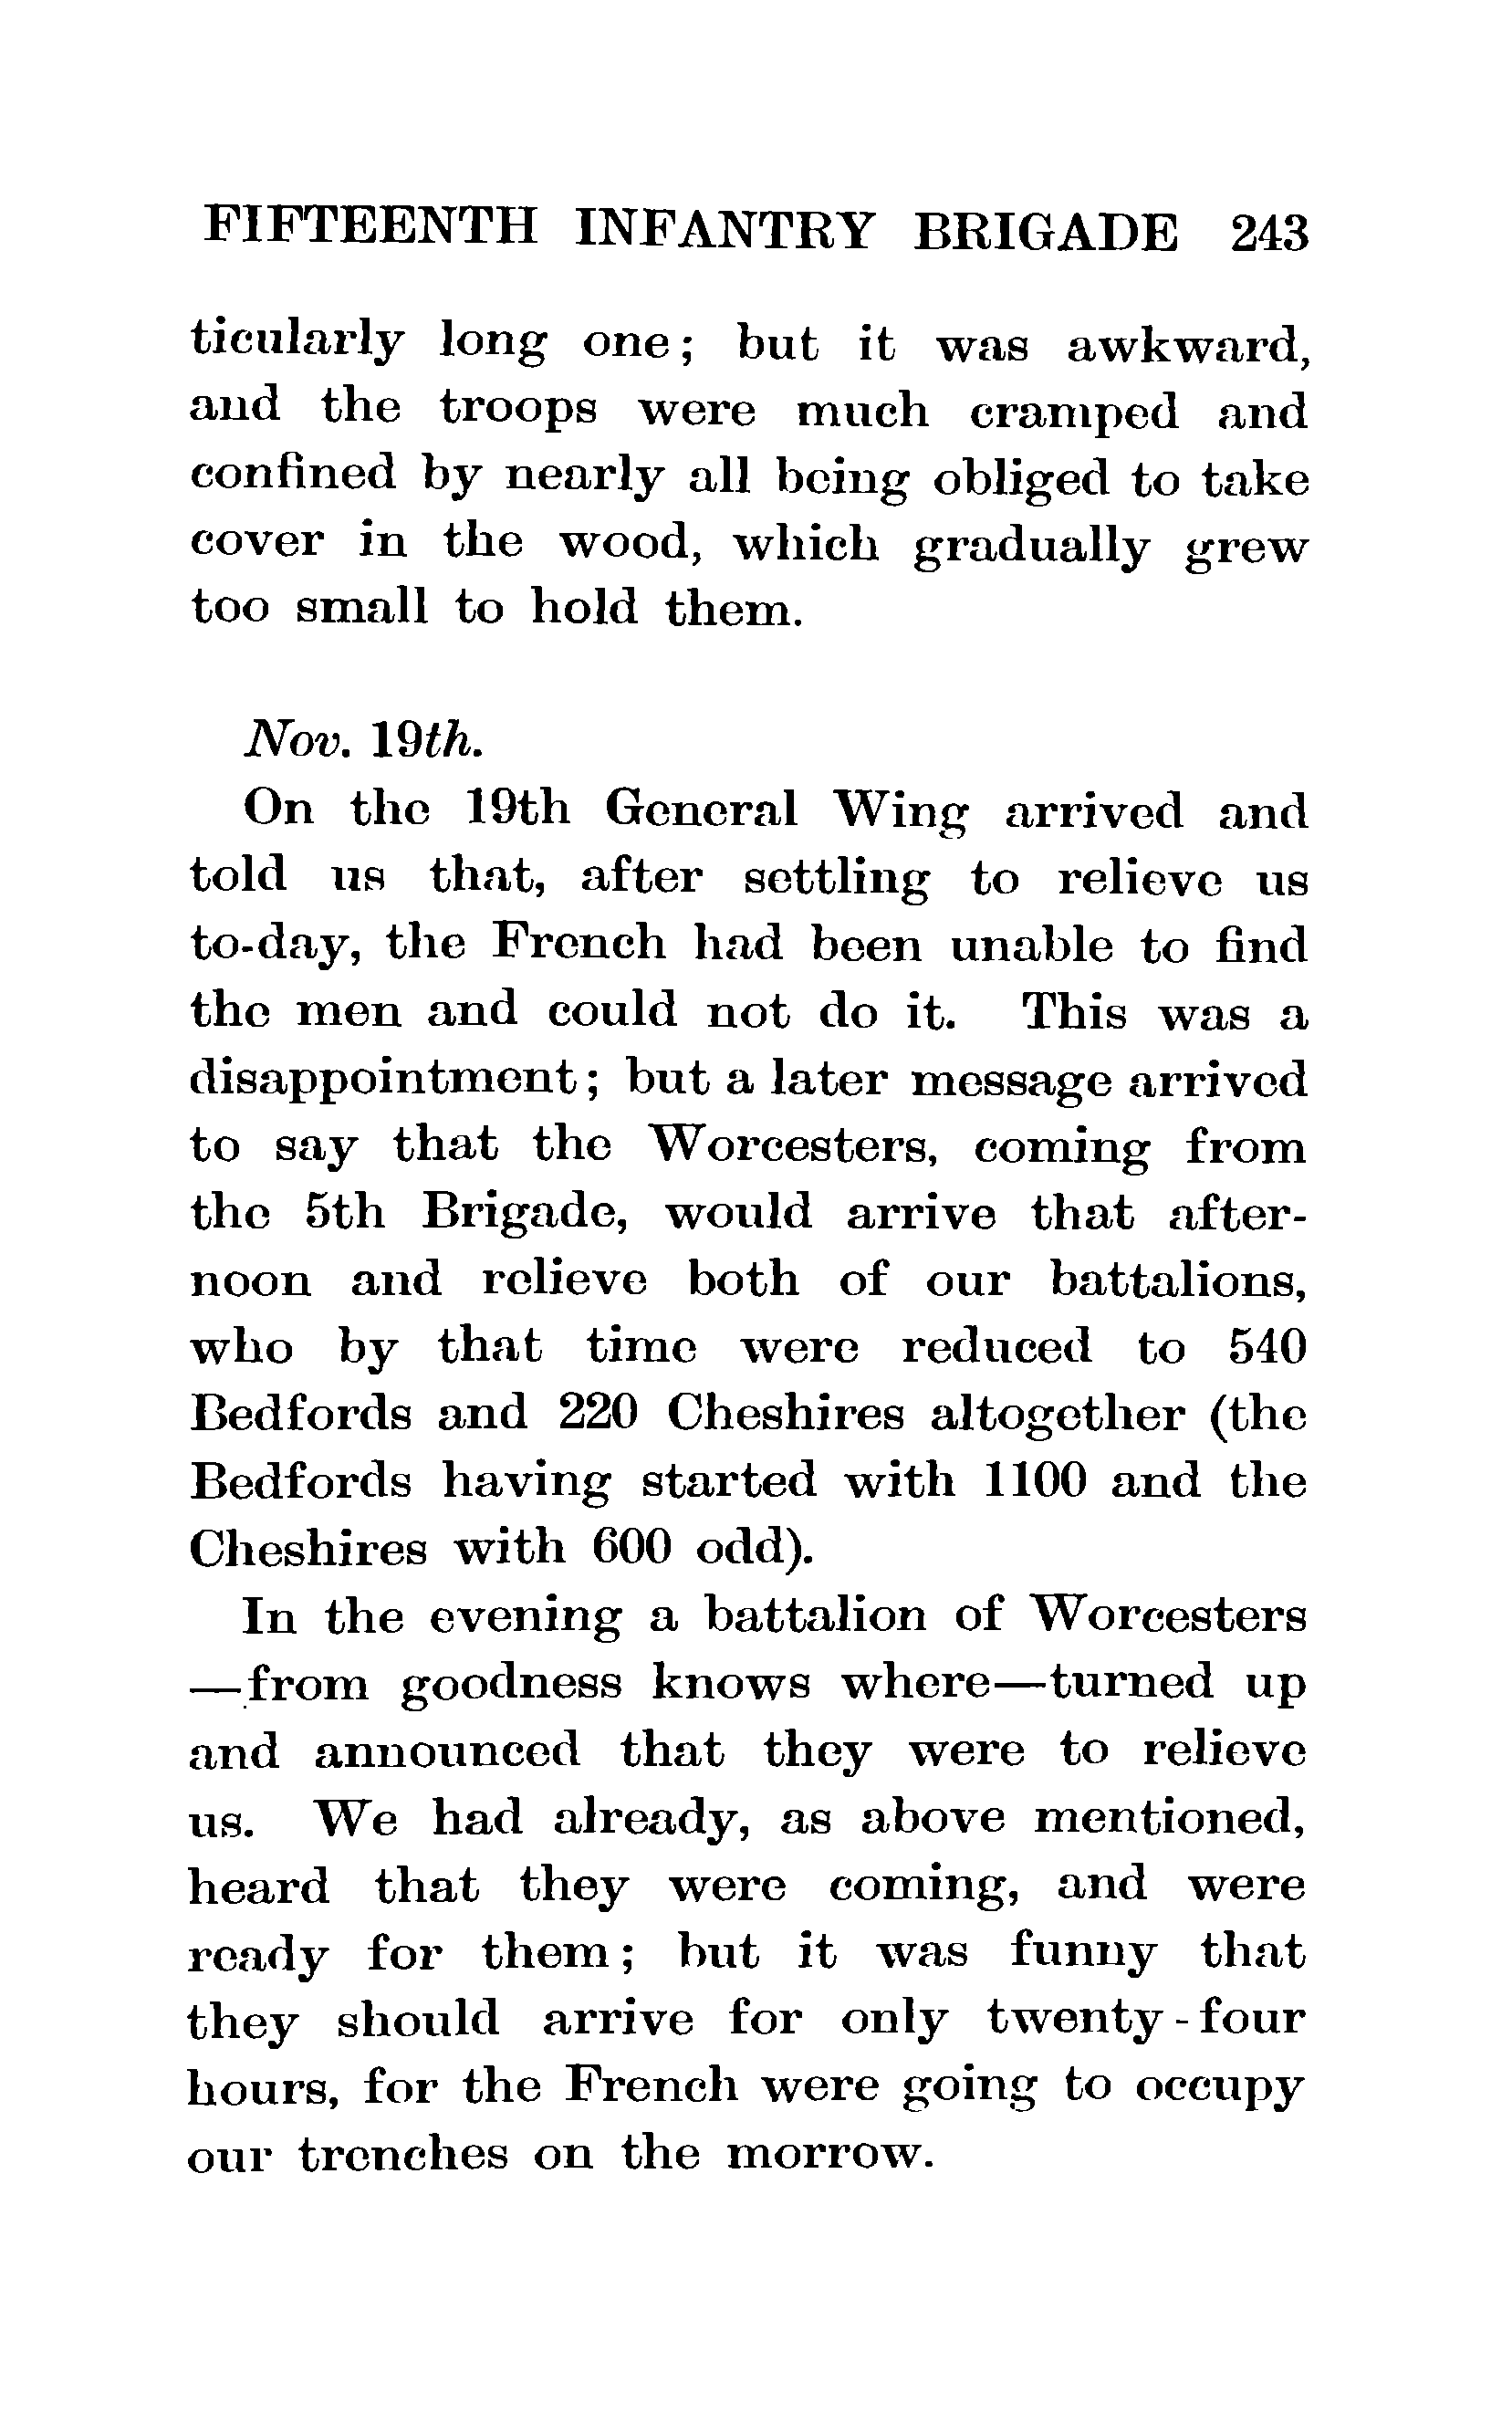 FIFTEENTH INFANTRY BRIGADE 243
ticularly long one; but it was awkward,
and the troops were much cramped and
confined by nearly all being obliged to take
cover in the wood, which gradually grew
too small to hold them.
Nov. 19th.
On the 19th General Wing arrived and
told us that, after settling to relieve us
to-day, the French had been unable to find
the men and could not do it. This was a
disappointment; but a later message arrived
to say that the Worcesters, coming from
the 5th Brigade, would arrive that after-
noon and relieve both of our battalions,
who by that time were reduced to 540
Bedfords and 220 Cheshires altogether (the
Bedfords having started with 1100 and the
Cheshires with 600 odd).
In the evening a battalion of Worcesters
—from goodness knows where—turned up
and announced that they were to relieve
us. We had already, as above mentioned,
heard that they were coming, and were
ready for them; but it was funny that
they should arrive for only twenty-four
hours, for the French were going to occupy
our trenches on the morrow.